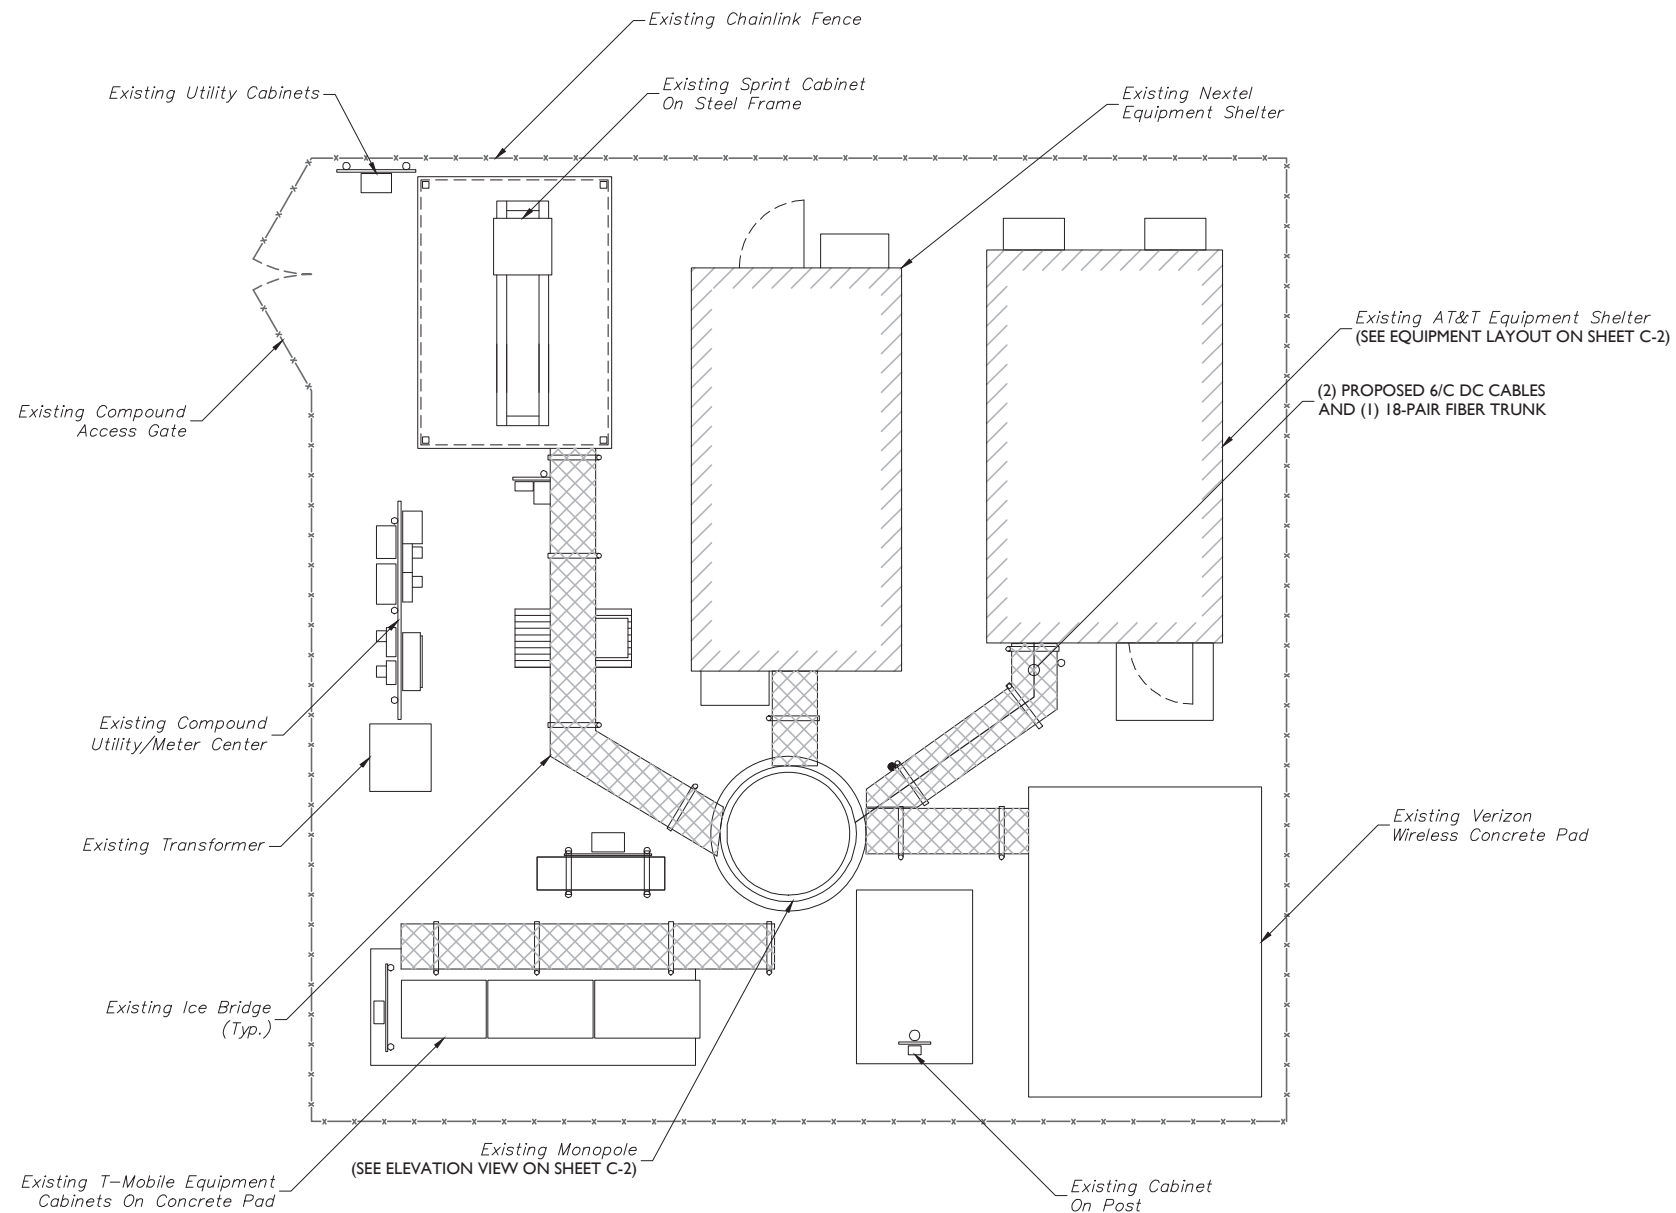 Existing Chainlink Fence
Existing Utility Cabinets
Existing Sprint Cabinet
On Steel Frame
Existing Nextel
Equipment Shelter
Existing AT&T Equipment Shelter
(SEE EQUIPMENT LAYOUT ON SHEET C-2)
(2) PROPOSED 6/C DC CABLES
AND (1) 18-PAIR FIBER TRUNK
Existing Compound
Access Gate
Existing Compound
Utility/Meter Center
Existing Transformer
Existing Verizon
Wireless Concrete Pad
Existing Ice Bridge
(Typ.)
Existing Monopole
(SEE ELEVATION VIEW ON SHEET C-2)
Existing T-Mobile Equipment
Cabinets On Concrete Pad
Existing Cabinet
On Post